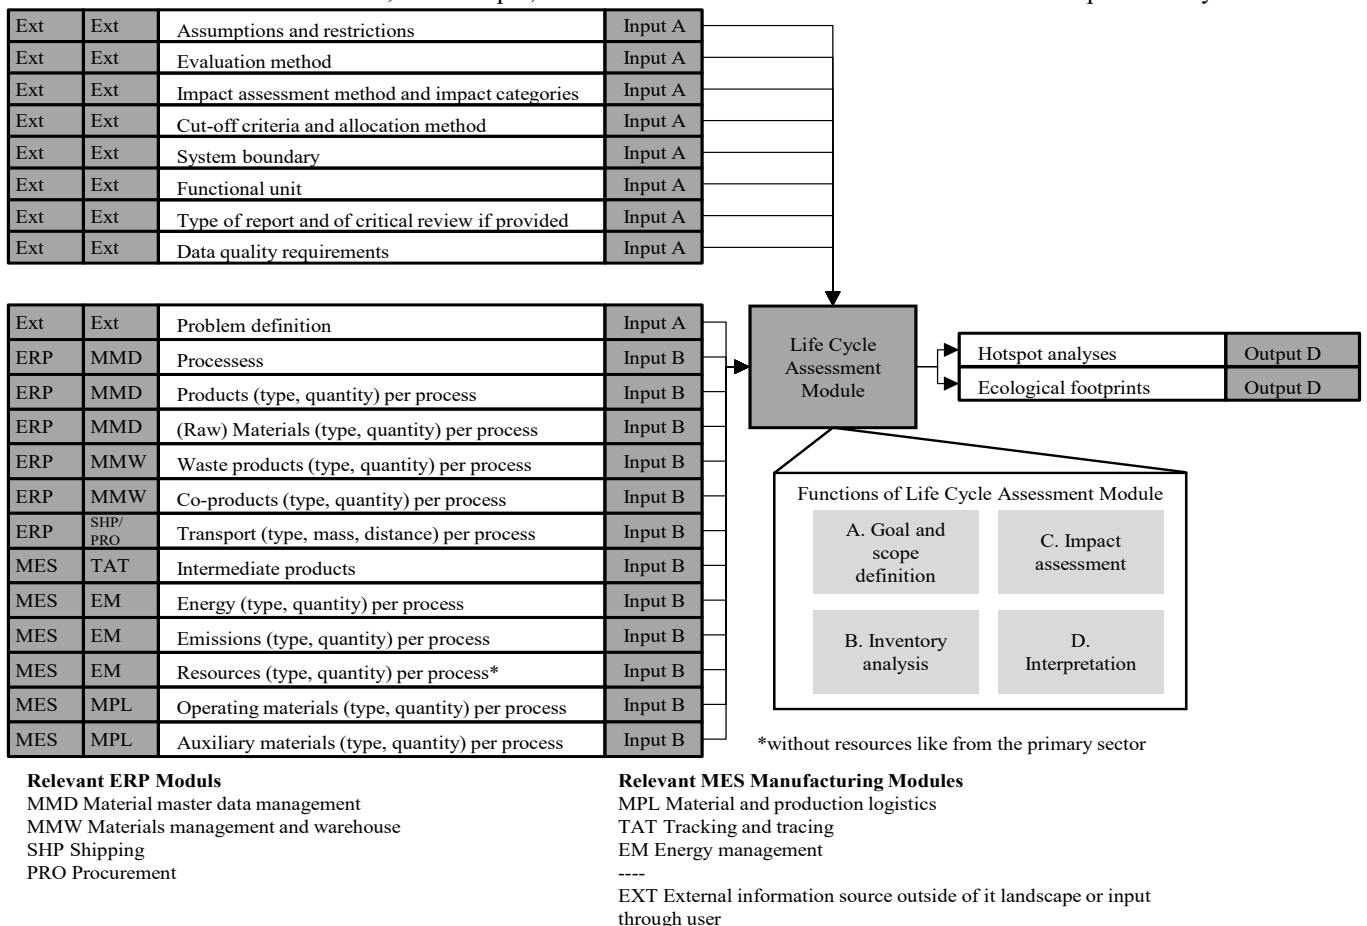 Ext Ext Assumptions and restrictions Input A
Ext Ext Evaluation method Input A
Ext Ext Impact assessment method and impact categories Input A
Ext Ext Cut-off criteria and allocation method Input A
Ext Ext System boundary Input A
Ext Ext Functional unit Input A
Ext Ext Type of report and of critical review if provided Input A
Ext Ext Data quality requirements Input A
Ext Ext Problem definition Input A
ERP MMD Processess Input B
ERP MMD Products (type, quantity) per process Input B
ERP MMD (Raw) Materials (type, quantity) per process Input B
ERP MMW Waste products (type, quantity) per process Input B
ERP MMW Co-products (type, quantity) per process Input B
ERP SHP/
PRO Transport (type, mass, distance) per process Input B
MES TAT Intermediate products Input B
MES EM Energy (type, quantity) per process Input B
MES EM Emissions (type, quantity) per process Input B
MES EM Resources (type, quantity) per process* Input B
MES MPL Operating materials (type, quantity) per process Input B
MES MPL Auxiliary materials (type, quantity) per process Input B
Life Cycle
Assessment
Module
Hotspot analyses Output D
Ecological footprints Output D
Functions of Life Cycle Assessment Module
A. Goal and
scope
definition
C. Impact
assessment
B. Inventory
analysis
D.
Interpretation
*without resources like from the primary sector
Relevant ERP Moduls
MMD Material master data management
MMW Materials management and warehouse
SHP Shipping
PRO Procurement
Relevant MES Manufacturing Modules
MPL Material and production logistics
TAT Tracking and tracing
EM Energy management
----
EXT External information source outside of it landscape or input
through user